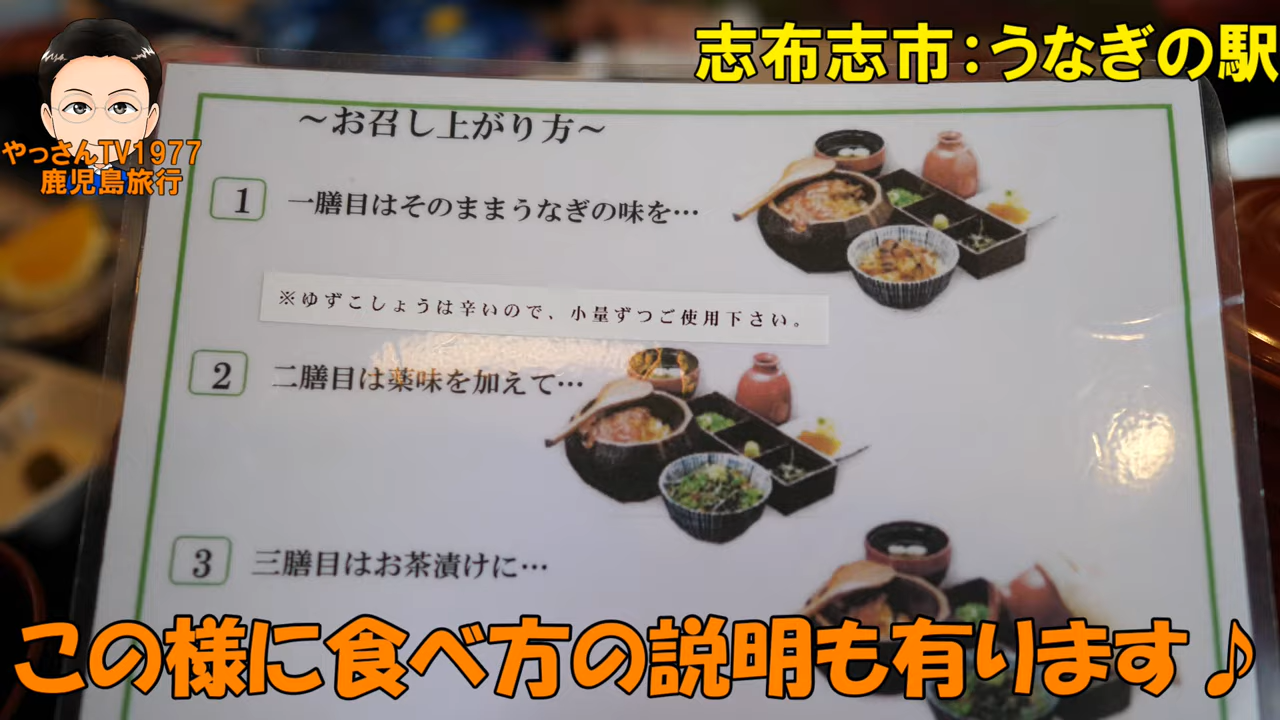 志布志市：うなぎの駅
やっさんTV1977
鹿児島旅行
～お召し上がり方～
1 一膳目はそのままうなぎの味を…
※ゆずこしょうは辛いので、小量ずつご使用下さい。
2 二膳目は薬味を加えて…
3 三膳目はお茶漬けに…
この様に食べ方の説明も有ります♪